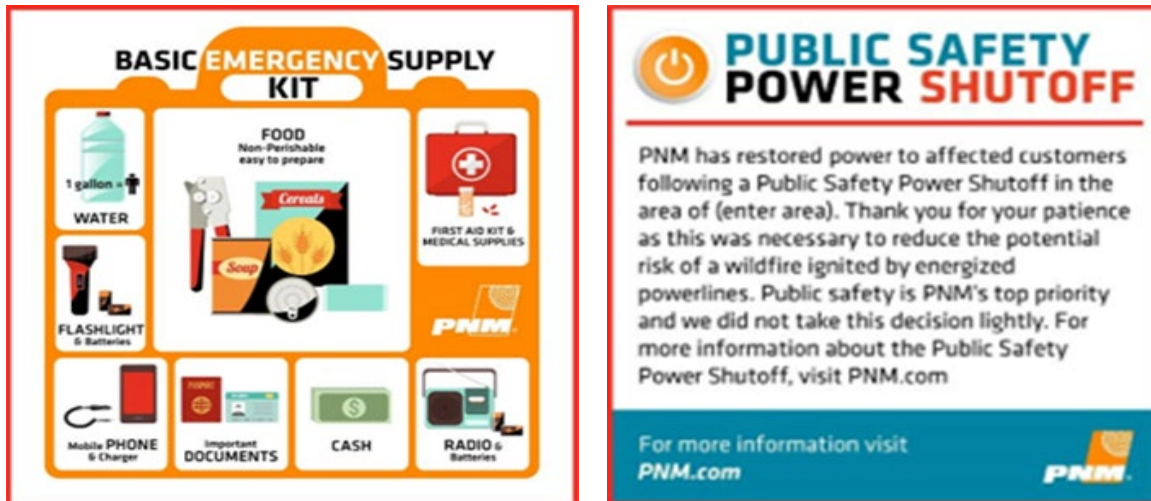 BASIC EMERGENCY SUPPLY
KIT
1 gallon =
WATER
FOOD
Non-Perishable
easy to prepare
Cereals
Soup
FIRST AID KIT &
MEDICAL SUPPLIES
FLASHLIGHT
& Batteries
PNM
Mobile PHONE
& Charger
PASSPORT
Important
DOCUMENTS
$
CASH
RADIO &
Batteries
PUBLIC SAFETY
POWER SHUTOFF
PNM has restored power to affected customers
following a Public Safety Power Shutoff in the
area of (enter area). Thank you for your patience
as this was necessary to reduce the potential
risk of a wildfire ignited by energized
powerlines. Public safety is PNM's top priority
and we did not take this decision lightly. For
more information about the Public Safety
Power Shutoff, visit PNM.com
For more information visit
PNM.com
PNM